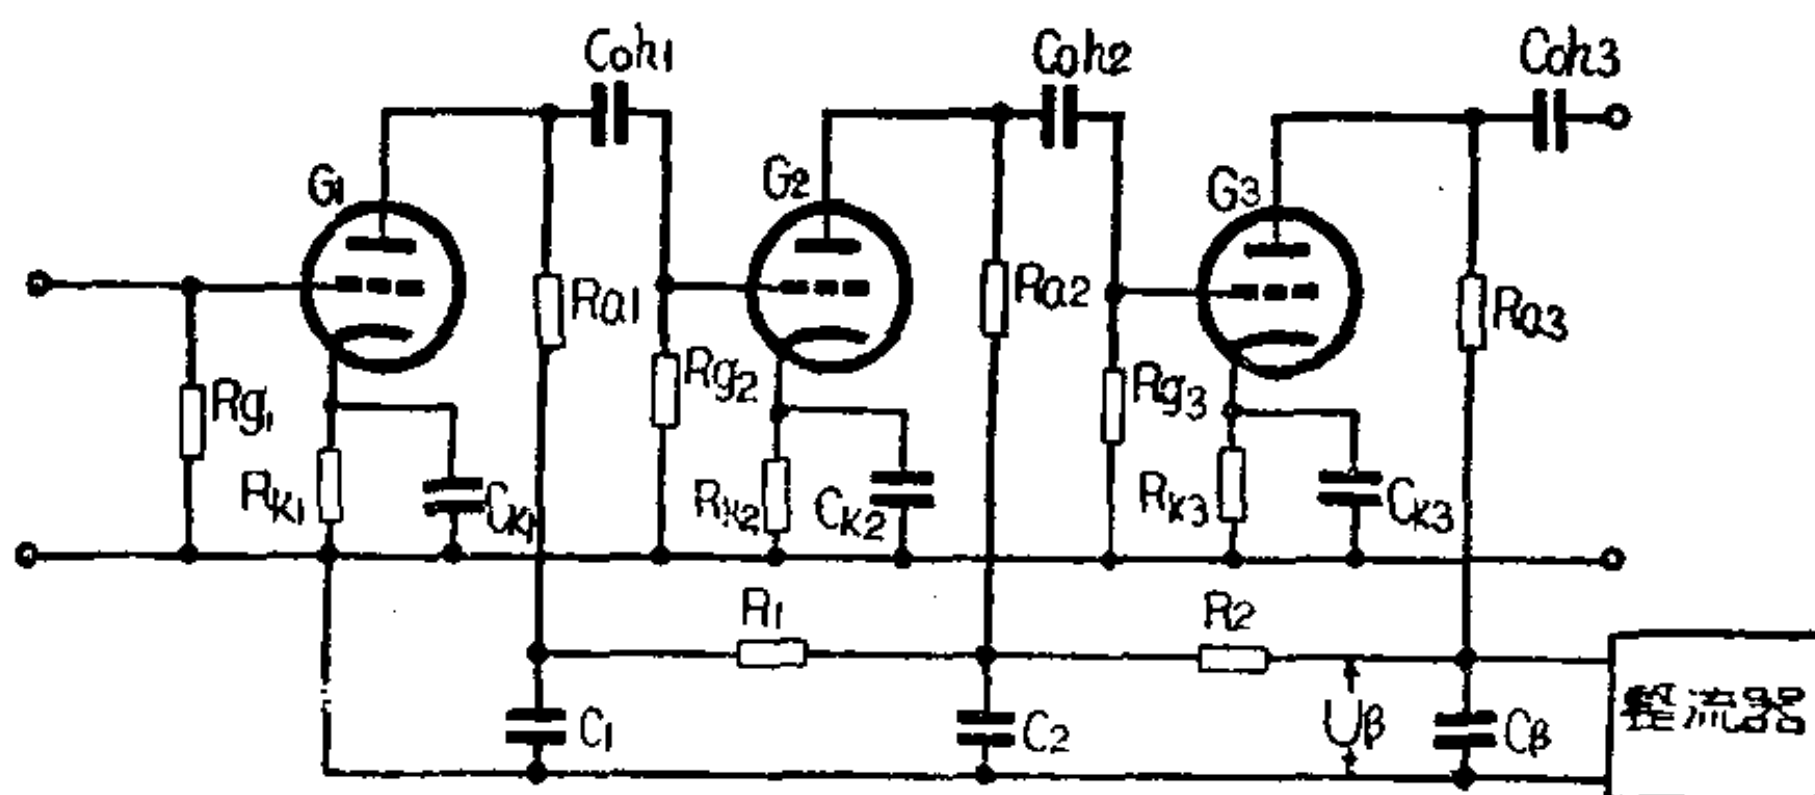 Coh1
Coh2
Coh3
G1
G2
G3
Ra1
Ra2
Ra3
Rg1
Rg2
Rg3
Rk1
Ck1
Rk2
Ck2
Rk3
Ck3
R1
R2
C1
C2
Uβ
Cβ
整流器